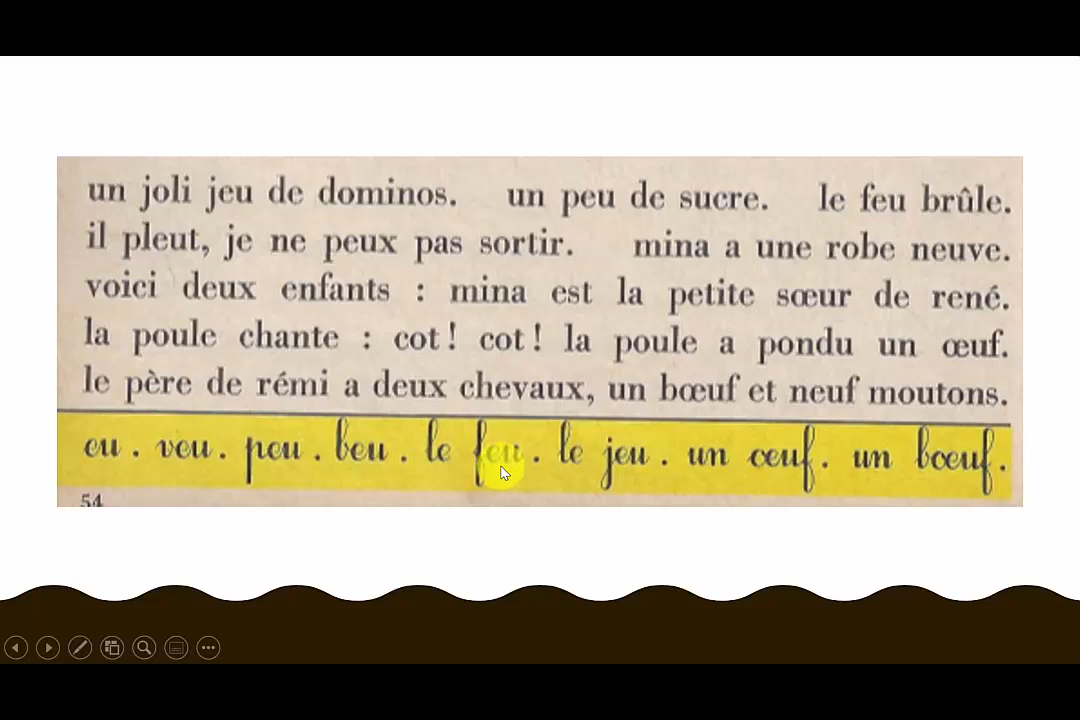 un joli jeu de dominos. un peu de sucre. le feu brûle.
il pleut, je ne peux pas sortir. mina a une robe neuve.
voici deux enfants : mina est la petite sœur de rené.
la poule chante : cot! cot! la poule a pondu un œuf.
le père de rémi a deux chevaux, un bœuf et neuf moutons.
eu . veu . peu . beu . le feu . le jeu . un œuf . un bœuf .
54